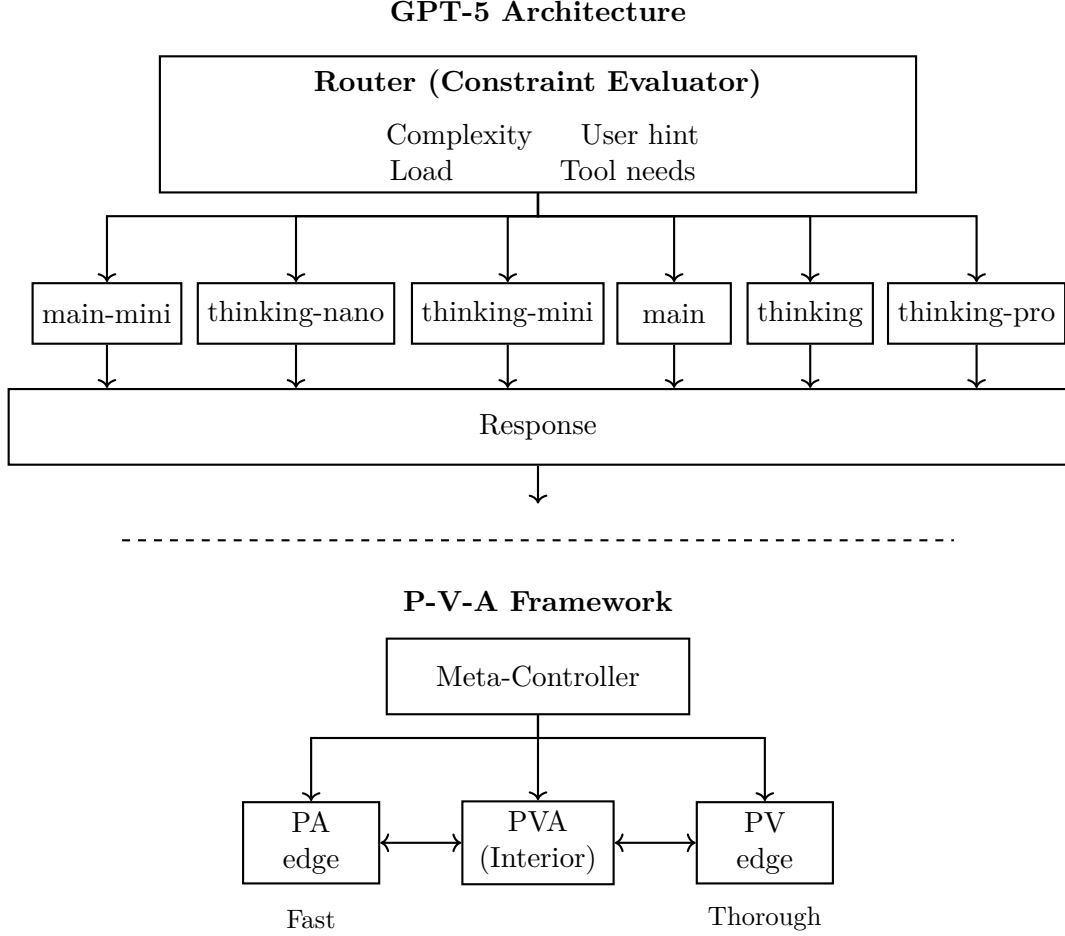 GPT-5 Architecture
Router (Constraint Evaluator)
Complexity User hint
Load Tool needs
main-mini thinking-nano thinking-mini main thinking thinking-pro
Response
P-V-A Framework
Meta-Controller
PA
edge
PVA
(Interior)
PV
edge
Fast
Thorough